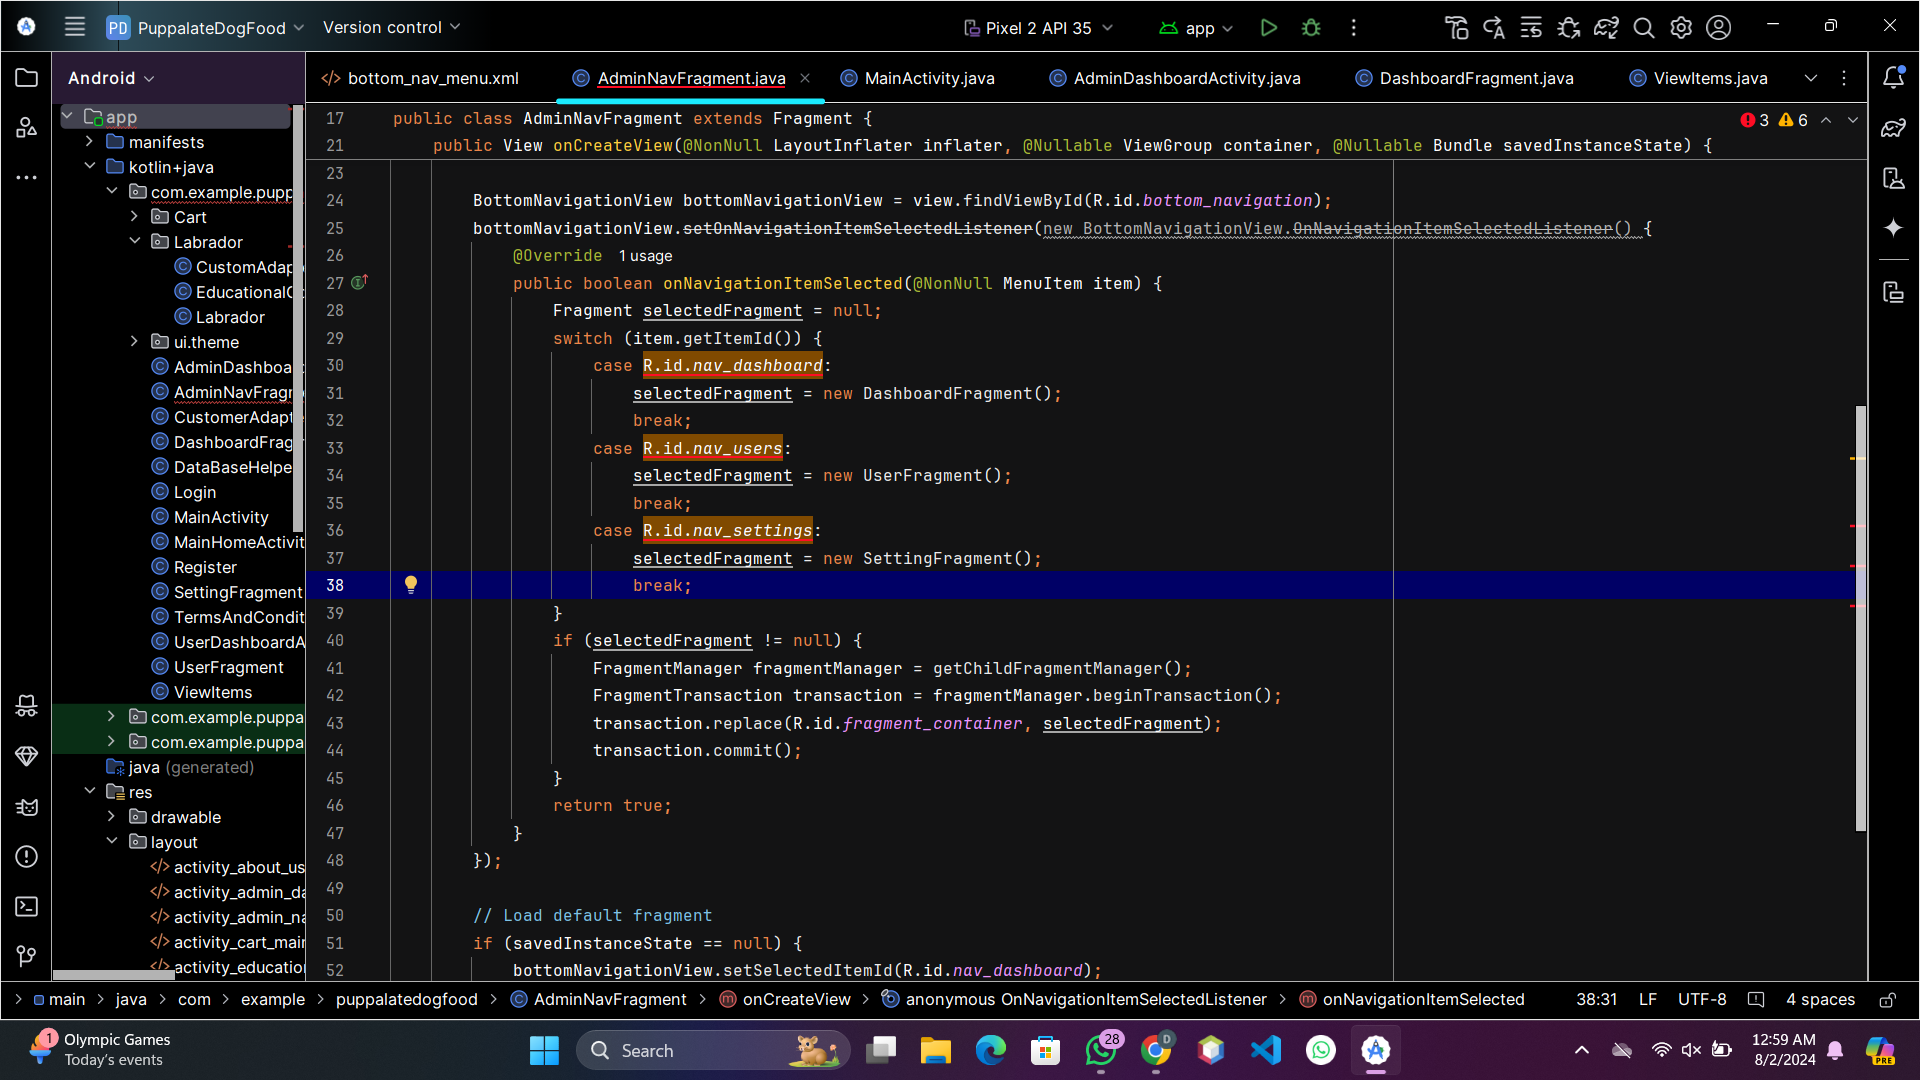 PD PuppalateDogFood Version control Pixel 2 API 35 app
Android
bottom_nav_menu.xml AdminNavFragment.java MainActivity.java AdminDashboardActivity.java DashboardFragment.java ViewItems.java
app
manifests
kotlin+java
com.example.pupp
Cart
Labrador
CustomAdap
EducationalC
Labrador
ui.theme
AdminDashboa
AdminNavFragm
CustomerAdapt
DashboardFrag
DataBaseHelpe
Login
MainActivity
MainHomeActivit
Register
SettingFragment
TermsAndCondit
UserDashboardA
UserFragment
ViewItems
com.example.puppa
com.example.puppa
java (generated)
res
drawable
layout
activity_about_us
activity_admin_da
activity_admin_na
activity_cart_main
activity_education
3 6
17 public class AdminNavFragment extends Fragment {
21 public View onCreateView(@NonNull LayoutInflater inflater, @Nullable ViewGroup container, @Nullable Bundle savedInstanceState) {
23
24 BottomNavigationView bottomNavigationView = view.findViewById(R.id.bottom_navigation);
25 bottomNavigationView.setOnNavigationItemSelectedListener(new BottomNavigationView.OnNavigationItemSelectedListener() {
26 @Override 1 usage
27 public boolean onNavigationItemSelected(@NonNull MenuItem item) {
28 Fragment selectedFragment = null;
29 switch (item.getItemId()) {
30 case R.id.nav_dashboard:
31 selectedFragment = new DashboardFragment();
32 break;
33 case R.id.nav_users:
34 selectedFragment = new UserFragment();
35 break;
36 case R.id.nav_settings:
37 selectedFragment = new SettingFragment();
38 break;
39 }
40 if (selectedFragment != null) {
41 FragmentManager fragmentManager = getChildFragmentManager();
42 FragmentTransaction transaction = fragmentManager.beginTransaction();
43 transaction.replace(R.id.fragment_container, selectedFragment);
44 transaction.commit();
45 }
46 return true;
47 }
48 });
49
50 // Load default fragment
51 if (savedInstanceState == null) {
52 bottomNavigationView.setSelectedItemId(R.id.nav_dashboard);
main > java > com > example > puppalatedogfood > AdminNavFragment > onCreateView > anonymous OnNavigationItemSelectedListener > onNavigationItemSelected 38:31 LF UTF-8 4 spaces
1 Olympic Games
Today's events
Search
28
D
12:59 AM
8/2/2024
PRE